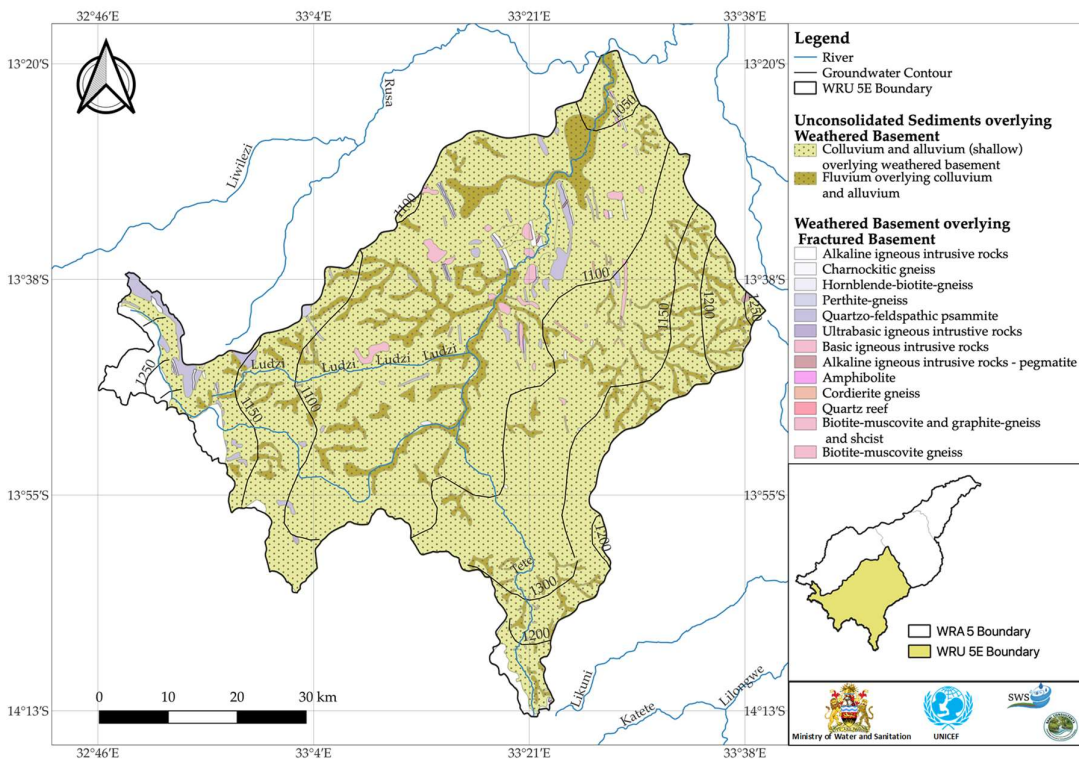 32°46′E
33°4′E
33°21′E
33°38′E
13°20′S
13°20′S
13°38′S
13°38′S
13°55′S
13°55′S
14°13′S
14°13′S
32°46′E
33°4′E
33°21′E
33°38′E
Rusa
Liwilezi
Ludzi
Ludzi
Ludzi
Ludzi
Tete
Likuni
Katete
Lilongwe
1050
1100
1100
1150
1200
1250
1250
1150
1100
1200
1300
1200
0 10 20 30 km
Legend
River
Groundwater Contour
WRU 5E Boundary
Unconsolidated Sediments overlying
Weathered Basement
Colluvium and alluvium (shallow)
overlying weathered basement
Fluvium overlying colluvium
and alluvium
Weathered Basement overlying
Fractured Basement
Alkaline igneous intrusive rocks
Charnockitic gneiss
Hornblende-biotite-gneiss
Perthite-gneiss
Quartzo-feldspathic psammite
Ultrabasic igneous intrustive rocks
Basic igneous intrusive rocks
Alkaline igneous intrusive rocks - pegmatite
Amphibolite
Cordierite gneiss
Quartz reef
Biotite-muscovite and graphite-gneiss
and shcist
Biotite-muscovite gneiss
WRA 5 Boundary
WRU 5E Boundary
Ministry of Water and Sanitation
UNICEF
SWS